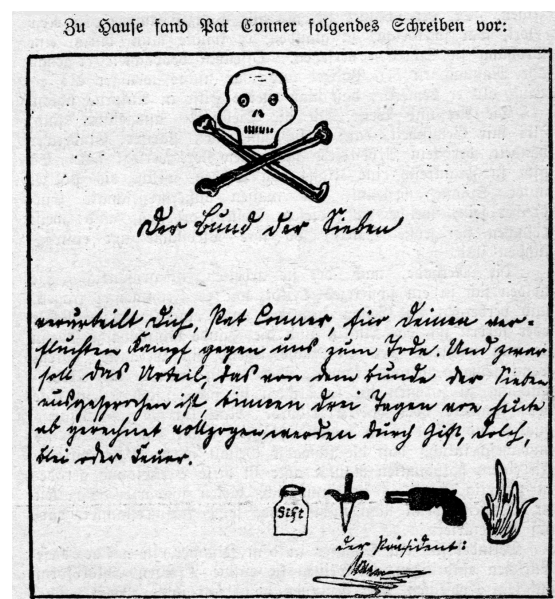 Zu Hause fand Pat Conner folgendes Schreiben vor:
Der Bund der Sieben
verurteilt Dich, Pat Conner, für Deinen ver-
fluchten Kampf gegen uns zum Tode. Und zwar
soll das Urteil, das von dem Bunde der Sieben
ausgesprochen ist, binnen drei Tagen von heute
ab gerechnet vollzogen werden durch Gift, Dolch,
Blei oder Feuer.
Gift
der Präsident: